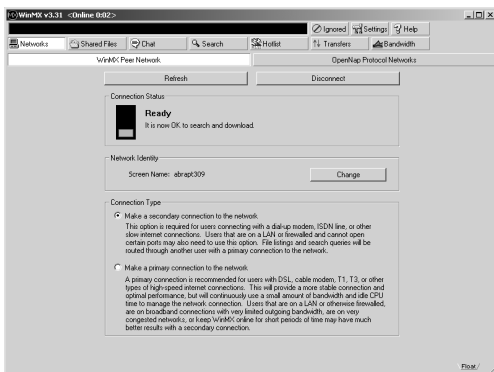 WinMX v3.31 <Online 0:02>
Ignored Settings Help
Networks Shared Files Chat Search Hotlist Transfers Bandwidth
WinMX Peer Network OpenNap Protocol Networks
Refresh Disconnect
Connection Status
Ready
It is now OK to search and download.
Network Identity
Screen Name: abrapt309 Change
Connection Type
Make a secondary connection to the network
This option is required for users connecting with a dial-up modem, ISDN line, or other
slow internet connections. Users that are on a LAN or firewalled and cannot open
certain ports may also need to use this option. File listings and search queries will be
routed through another user with a primary connection to the network.
Make a primary connection to the network
A primary connection is recommended for users with DSL, cable modem, T1, T3, or other
types of high-speed internet connections. This will provide a more stable connection and
optimal performance, but will continuously use a small amount of bandwidth and idle CPU
time to manage the network connection. Users that are on a LAN or otherwise firewalled,
are on broadband connections with very limited outgoing bandwidth, are on very
congested networks, or keep WinMX online for short periods of time may have much
better results with a secondary connection.
Float